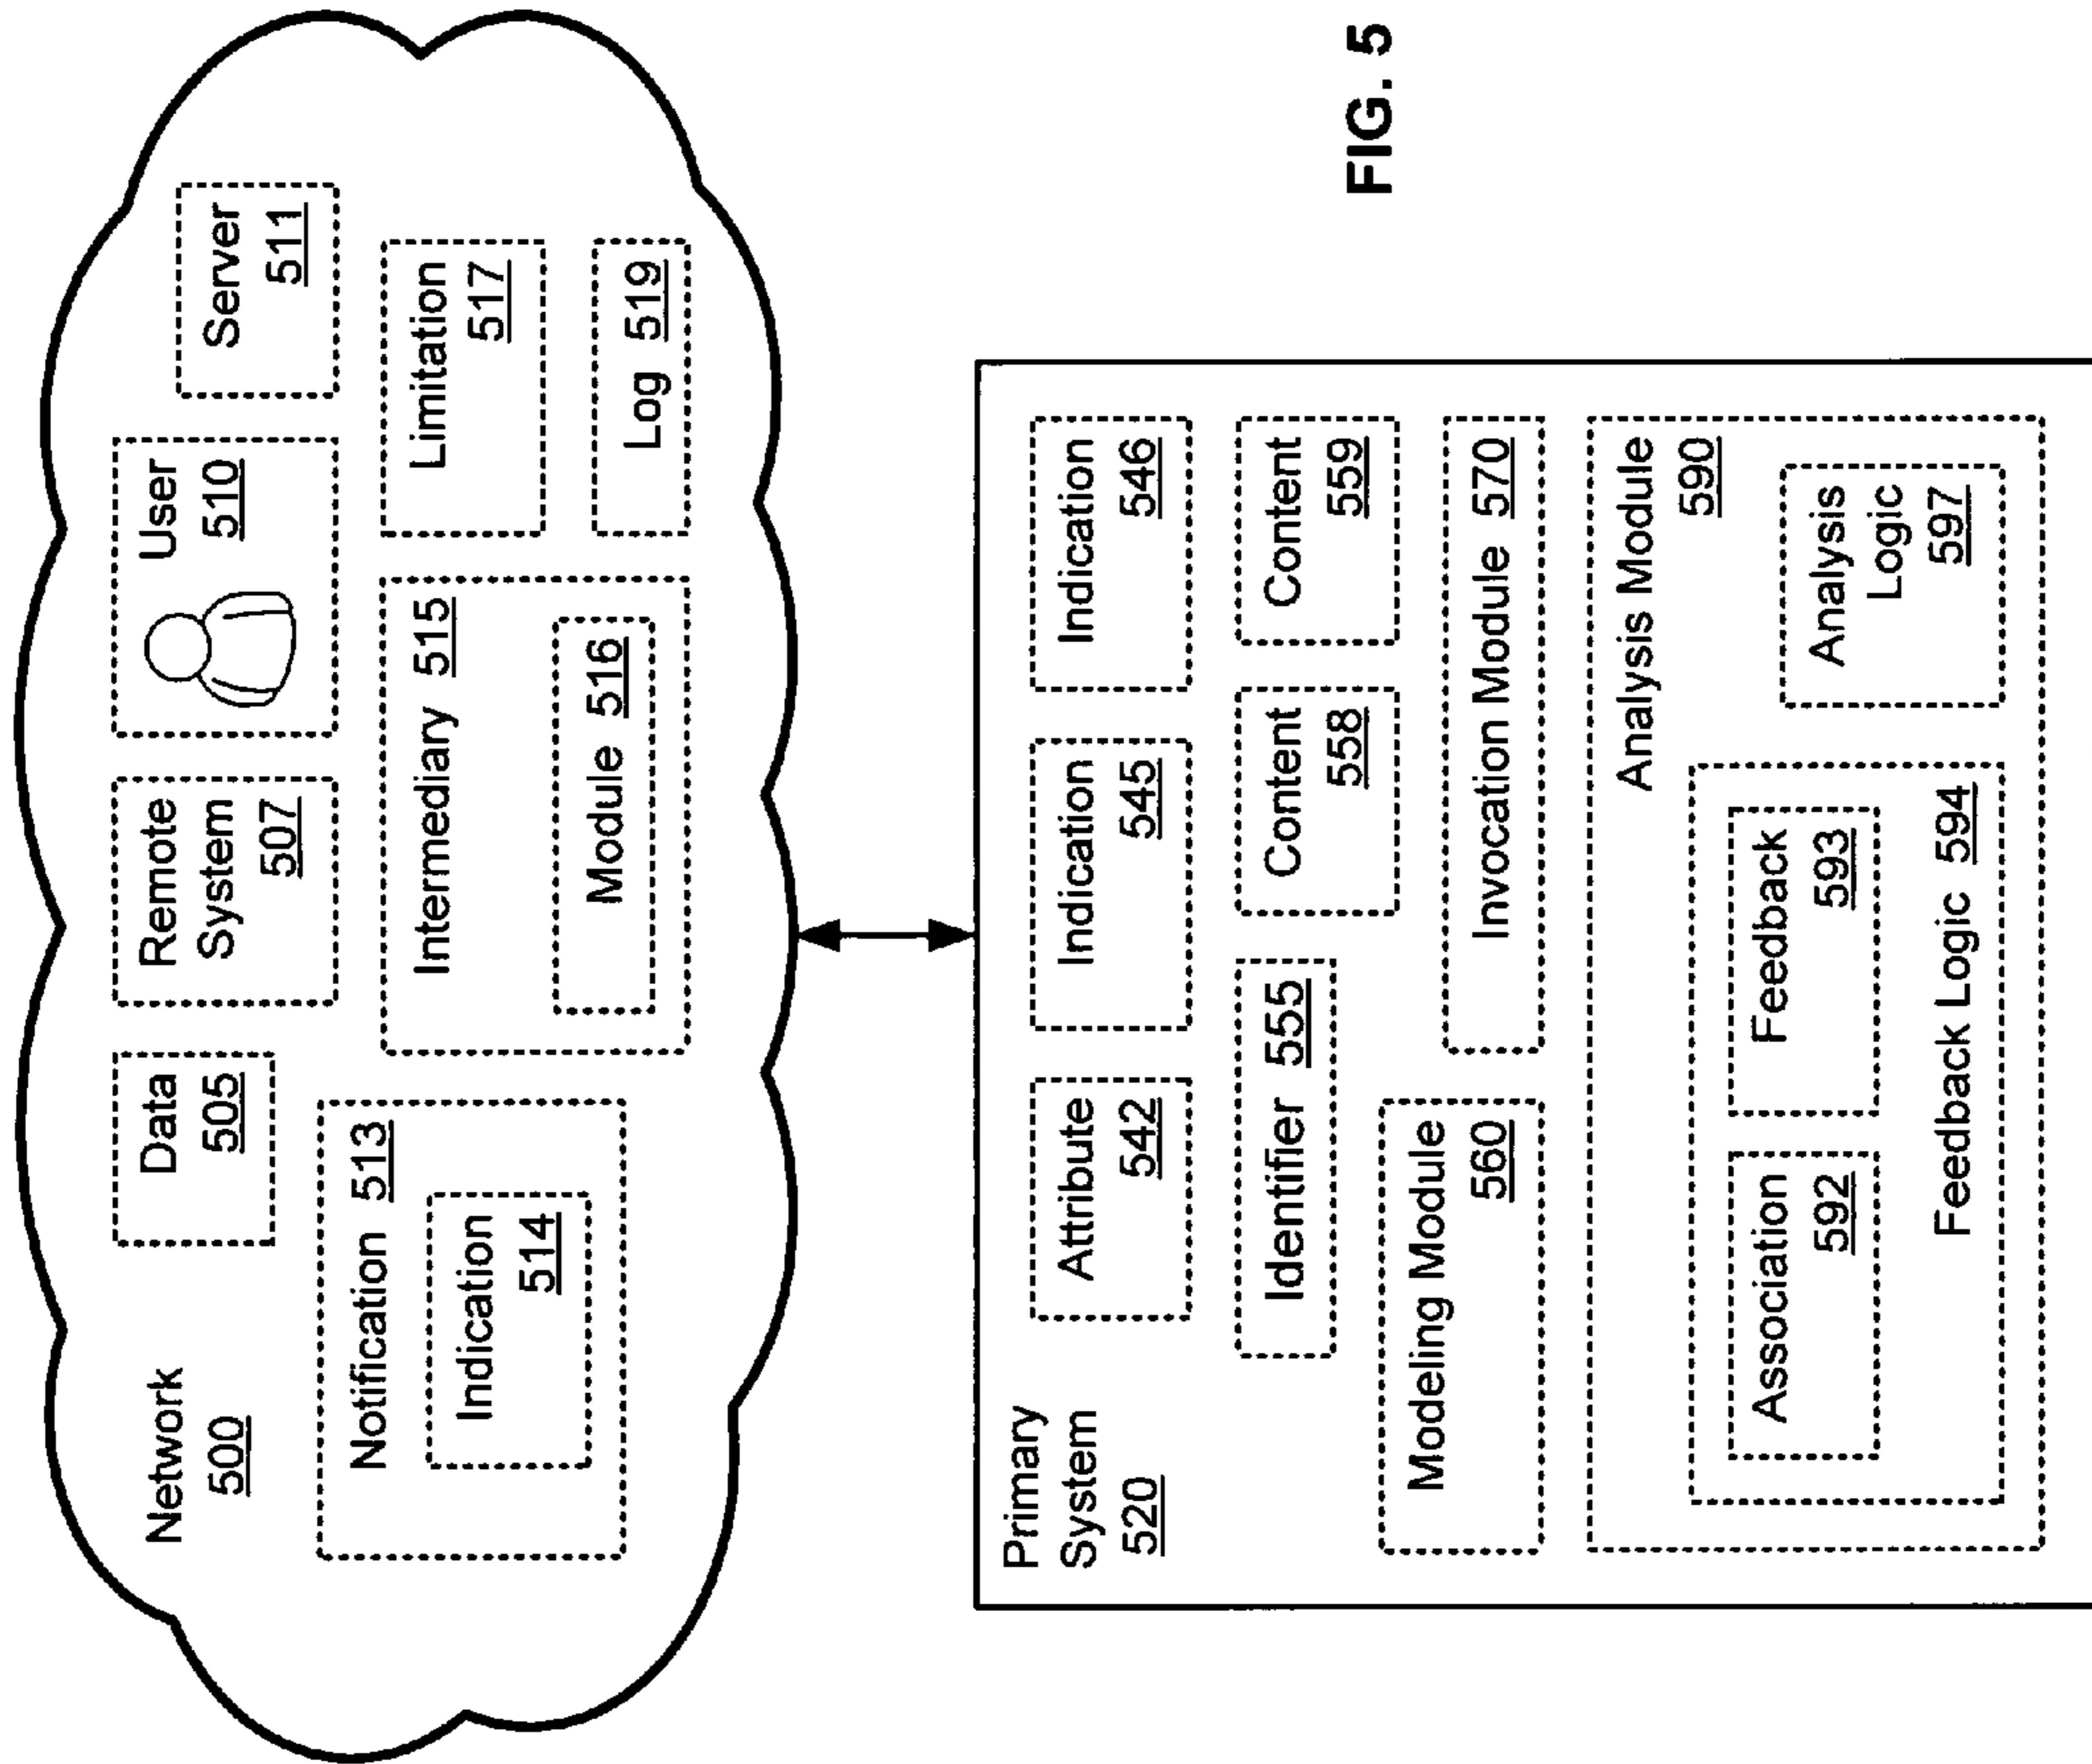 Network
500
Data
505
Remote
System
507
User
510
Server
511
Notification 513
Indication
514
Intermediary 515
Module 516
Limitation
517
Log 519
Primary
System
520
Attribute
542
Indication
545
Indication
546
Identifier 555
Content
558
Content
559
Modeling Module
560
Invocation Module 570
Analysis Module
590
Association
592
Feedback
593
Feedback Logic 594
Analysis
Logic
597
FIG. 5